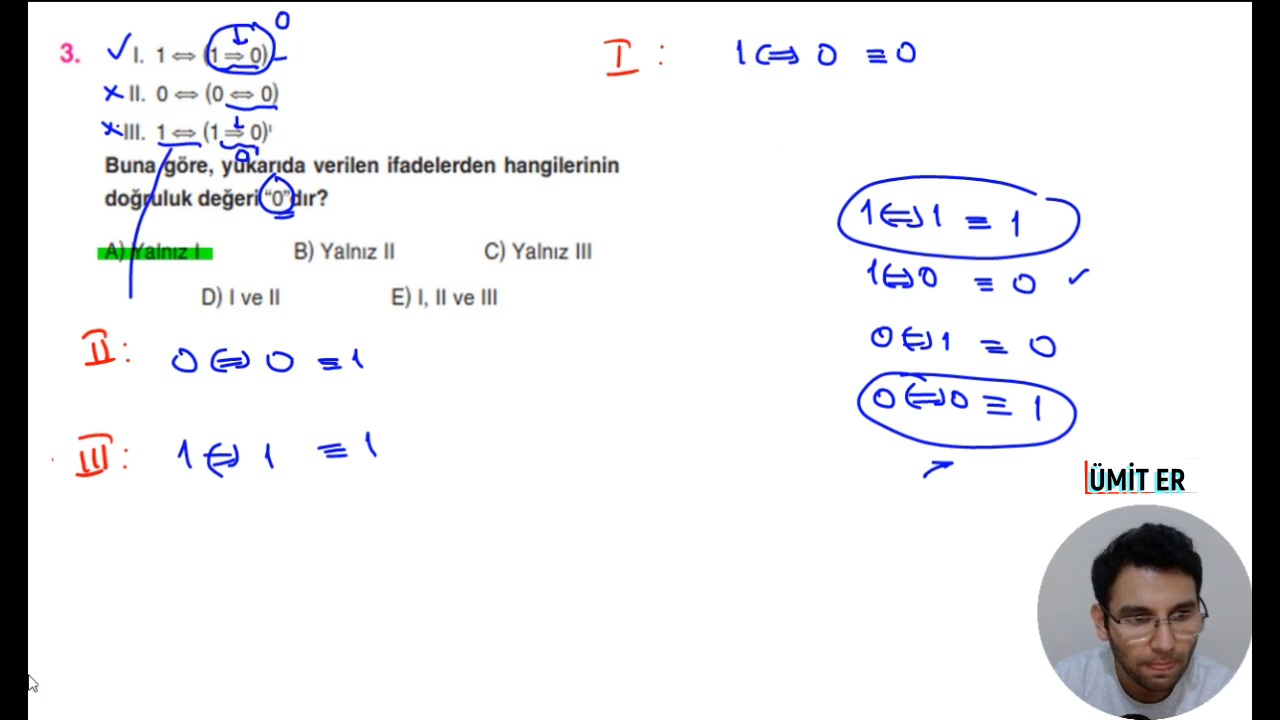 3. ✓ I. 1 ⇔ (1 ⇒ 0) 0
× II. 0 ⇔ (0 ⇔ 0)
× III. 1 ⇔ (1 ⇒ 0)'
0
Buna göre, yukarıda verilen ifadelerden hangilerinin
doğruluk değeri "0"dır?
A) Yalnız I B) Yalnız II C) Yalnız III
D) I ve II E) I, II ve III
I : 1 ⇔ 0 ≡ 0
1 ⇔ 1 ≡ 1
1 ⇔ 0 ≡ 0 ✓
0 ⇔ 1 ≡ 0
0 ⇔ 0 ≡ 1
II : 0 ⇔ 0 ≡ 1
III : 1 ⇔ 1 ≡ 1
ÜMİT ER